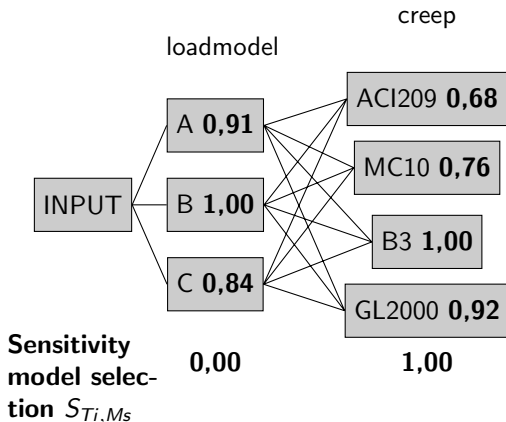 creep
loadmodel
ACI209 0,68
A 0,91
MC10 0,76
INPUT
B 1,00
B3 1,00
C 0,84
GL2000 0,92
Sensitivity
model selec-
tion S_{Ti,Ms}
0,00
1,00